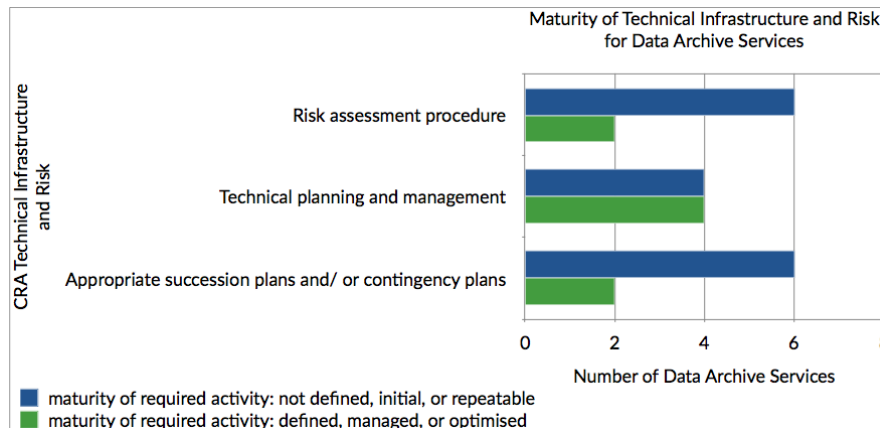 Maturity of Technical Infrastructure and Risk
for Data Archive Services
CRA Technical Infrastructure
and Risk
Risk assessment procedure
Technical planning and management
Appropriate succession plans and/ or contingency plans
0 2 4 6
Number of Data Archive Services
maturity of required activity: not defined, initial, or repeatable
maturity of required activity: defined, managed, or optimised